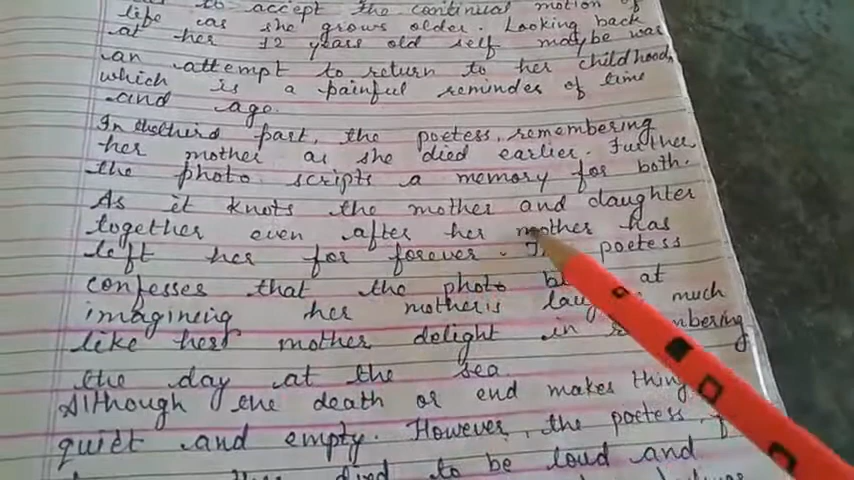 to accept the continual motion of
life as she grows older. Looking back
at her 12 years old self maybe was
an attempt to return to her childhood,
which is a painful reminder of time
and ago.
In the third part, the poetess, remembering
her mother as she died earlier. Further
the photo scripts a memory for both.
As it knots the mother and daughter
together even after her mother has
left her for forever. poetess
confesses that the photo at
imagineing her mother's much
like hers mother delight in
the day at the sea.
Although the death or end makes
quiet and empty. However, the poetess
died to be loud and